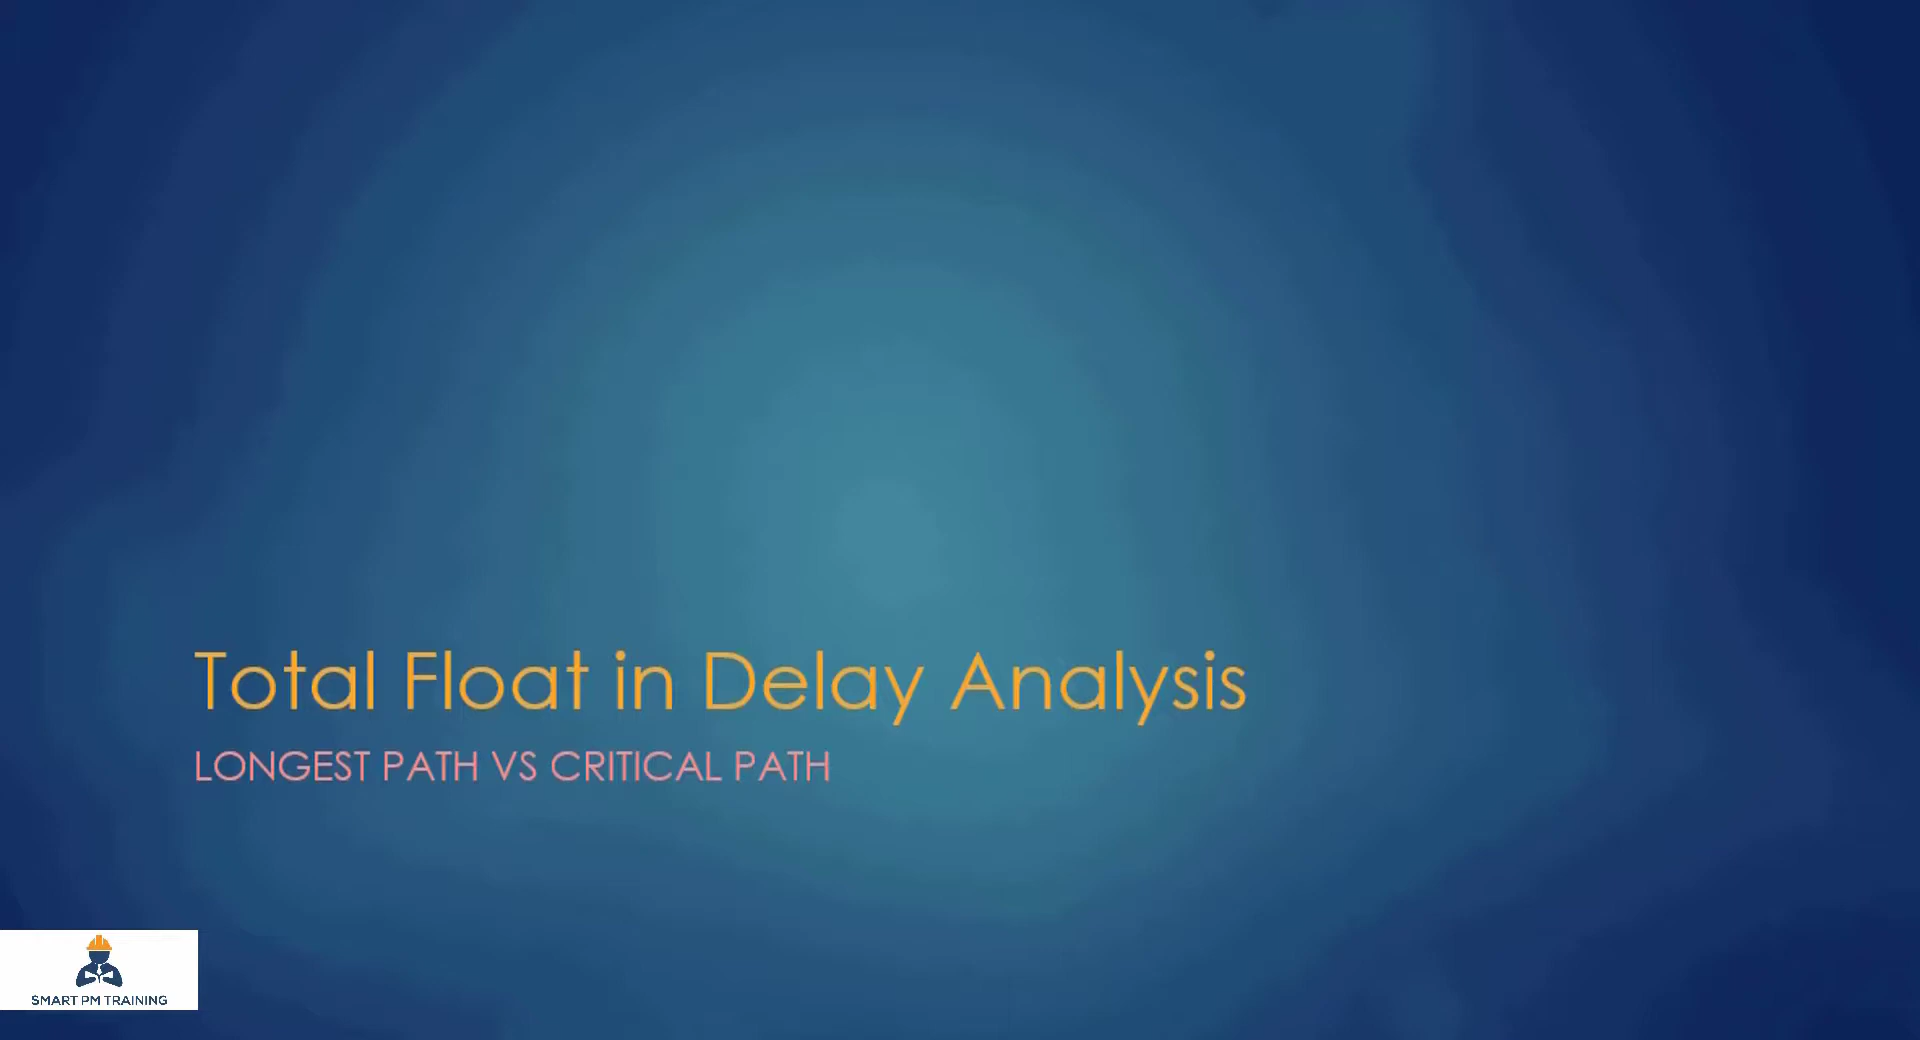 Total Float in Delay Analysis
LONGEST PATH VS CRITICAL PATH
SMART PM TRAINING